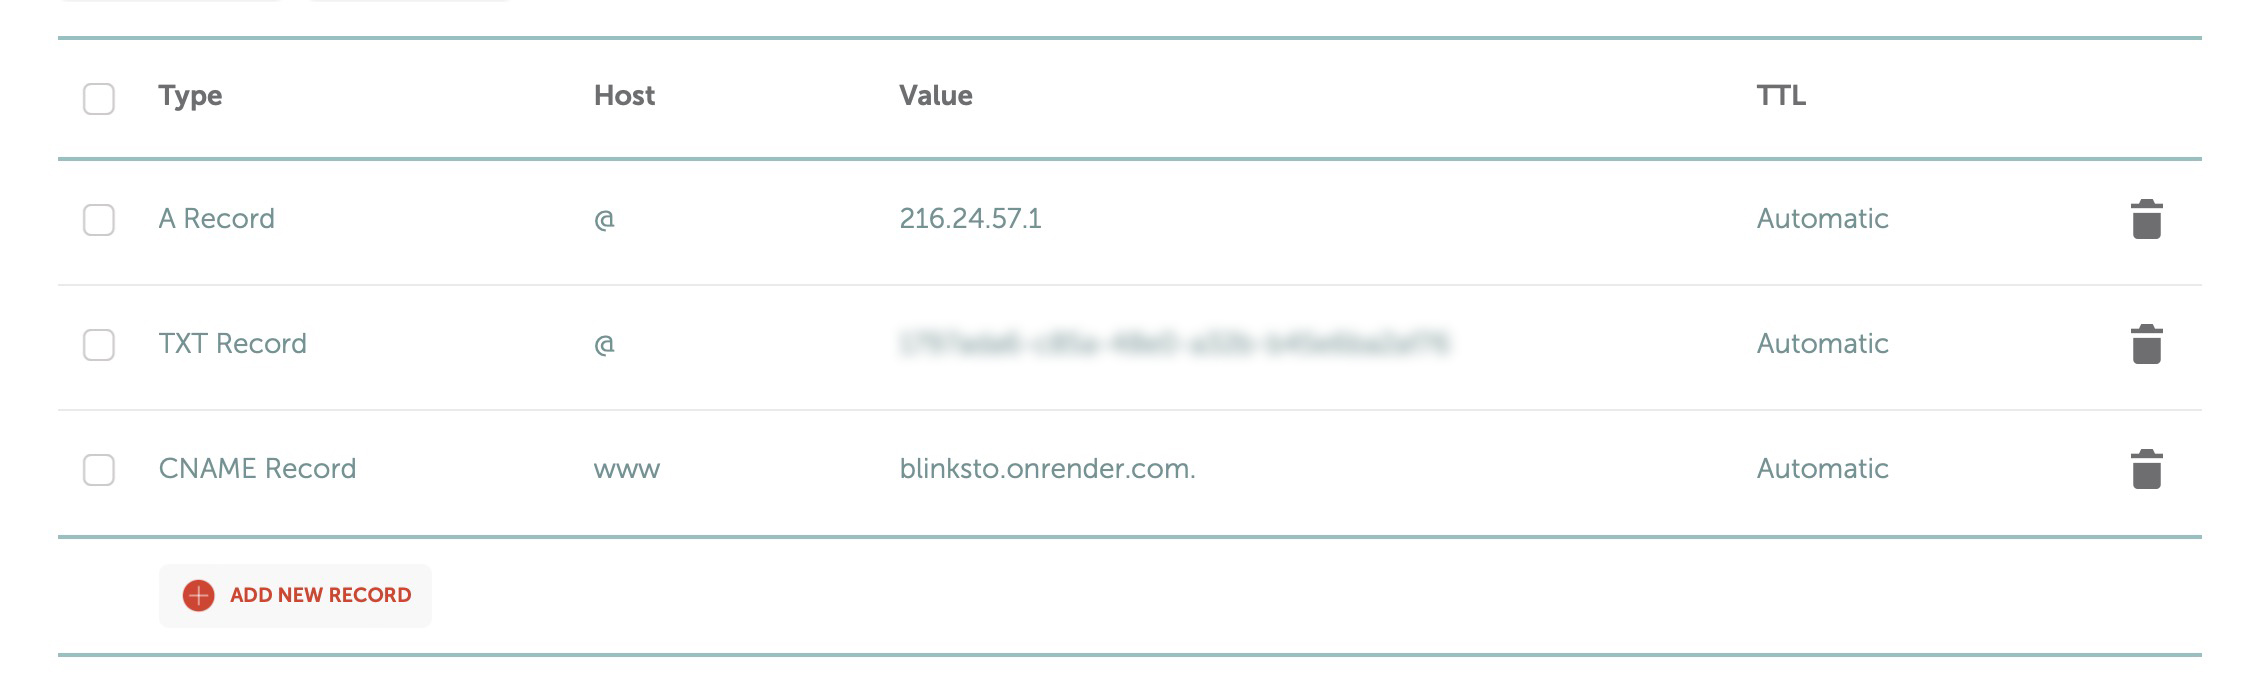 Type Host Value TTL
A Record @ 216.24.57.1 Automatic
TXT Record @ Automatic
CNAME Record www blinksto.onrender.com. Automatic
ADD NEW RECORD